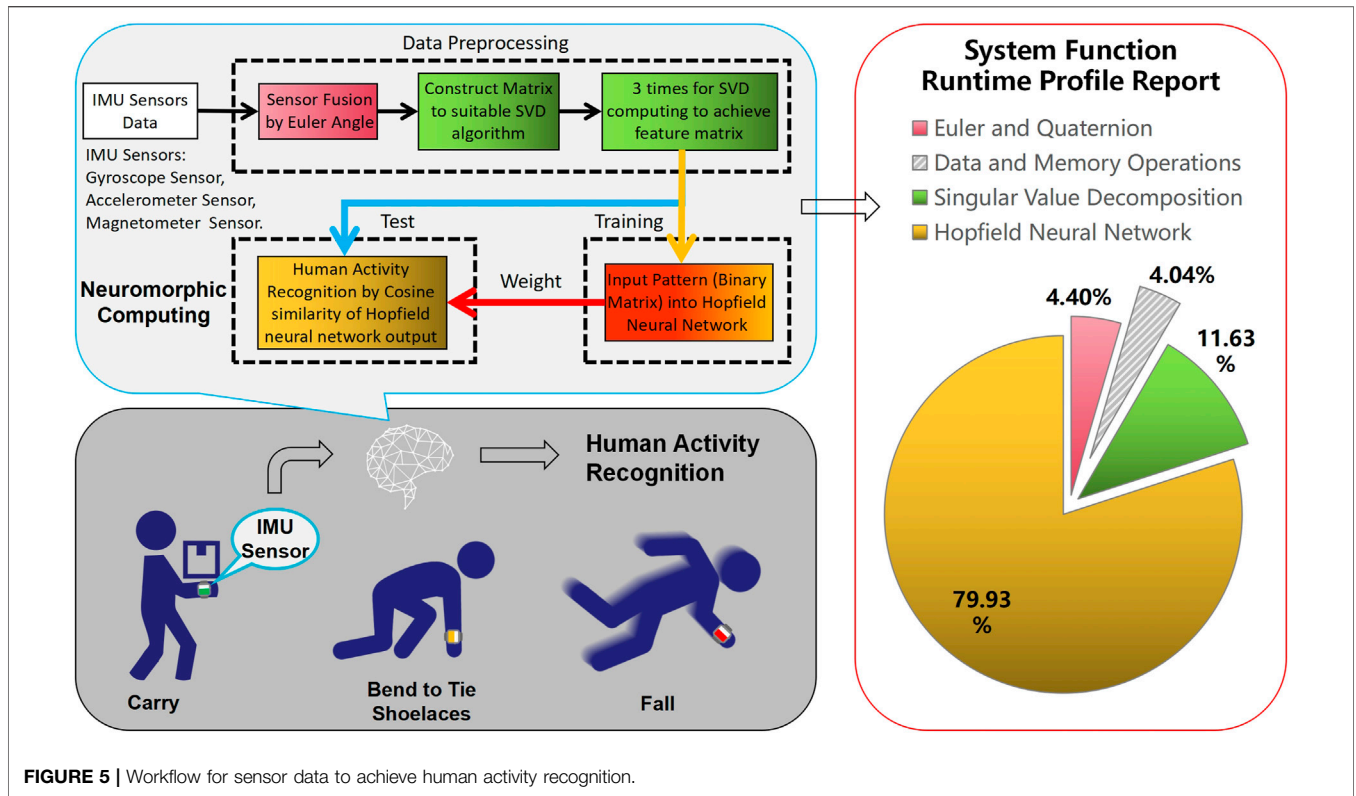 Data Preprocessing
IMU Sensors
Data
Sensor Fusion
by Euler Angle
Construct Matrix
to suitable SVD
algorithm
3 times for SVD
computing to achieve
feature matrix
IMU Sensors:
Gyroscope Sensor,
Accelerometer Sensor,
Magnetometer Sensor.
Test
Training
Neuromorphic
Computing
Human Activity
Recognition by Cosine
similarity of Hopfield
neural network output
Weight
Input Pattern (Binary
Matrix) into Hopfield
Neural Network
Human Activity
Recognition
IMU
Sensor
Carry
Bend to Tie
Shoelaces
Fall
System Function
Runtime Profile Report
Euler and Quaternion
Data and Memory Operations
Singular Value Decomposition
Hopfield Neural Network
4.40%
4.04%
11.63
%
79.93
%
FIGURE 5 | Workflow for sensor data to achieve human activity recognition.